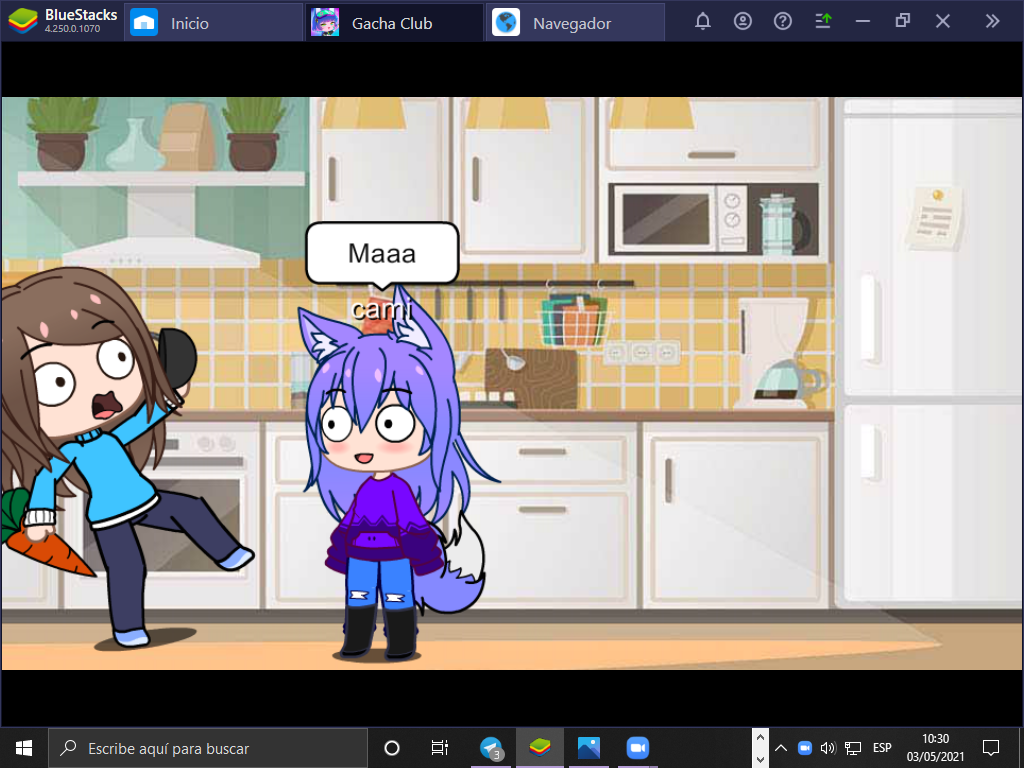 BlueStacks
4.250.0.1070
Inicio
Gacha Club
Navegador
Maaa
cami
Escribe aquí para buscar
3
ESP
10:30
03/05/2021